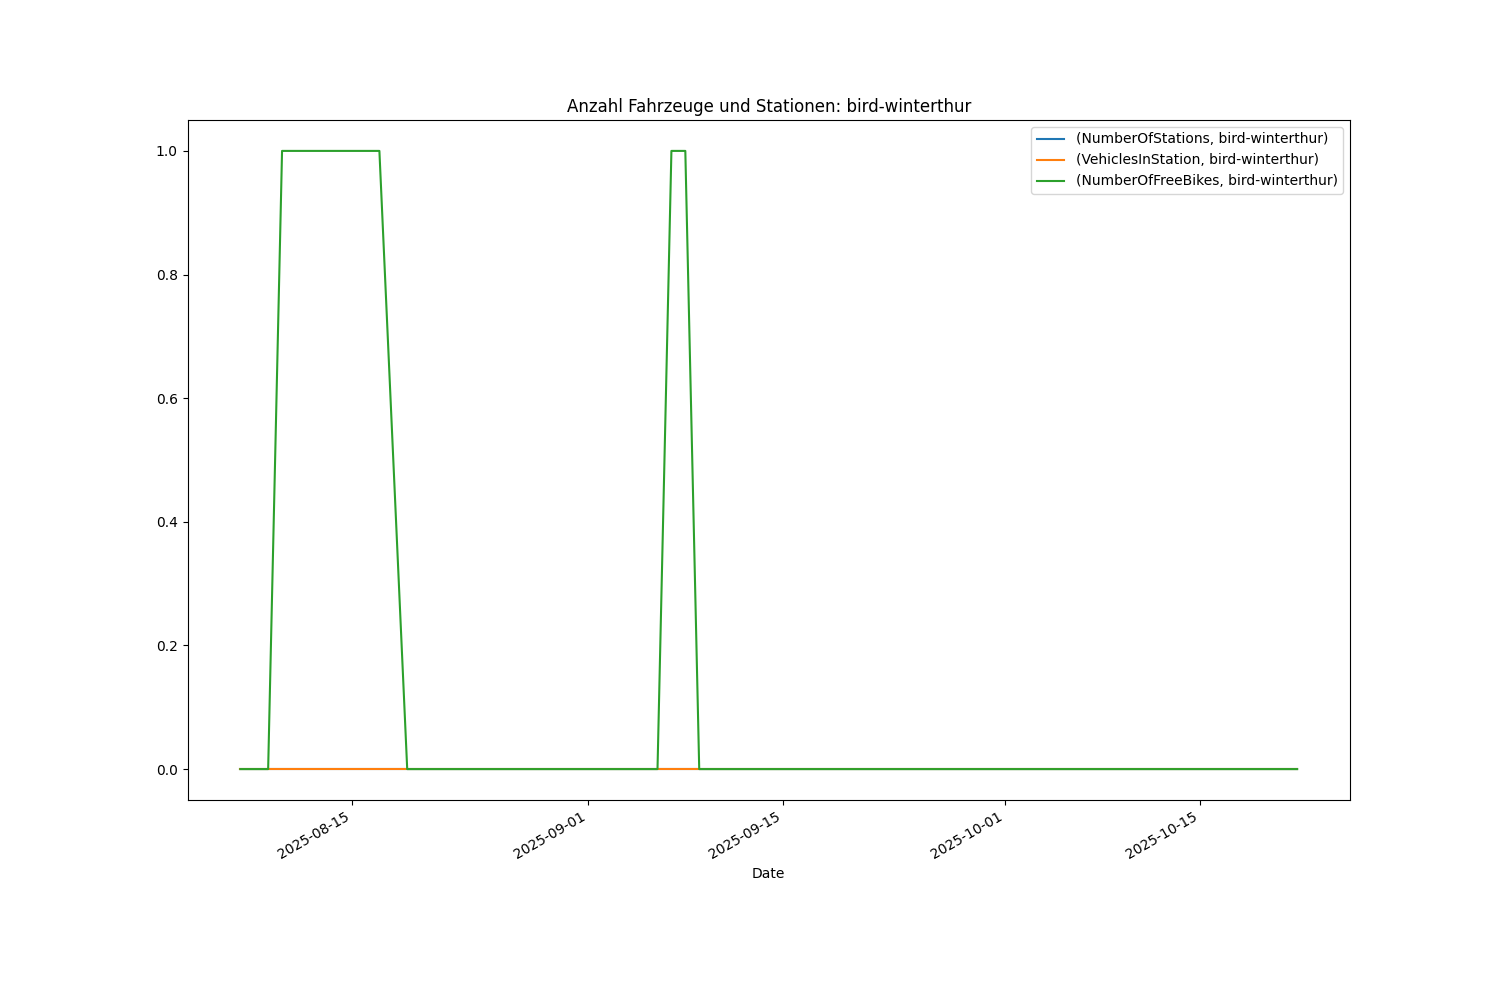 Anzahl Fahrzeuge und Stationen: bird-winterthur
(NumberOfStations, bird-winterthur)
(VehiclesInStation, bird-winterthur)
(NumberOfFreeBikes, bird-winterthur)
1.0
0.8
0.6
0.4
0.2
0.0
2025-08-15
2025-09-01
2025-09-15
2025-10-01
2025-10-15
Date